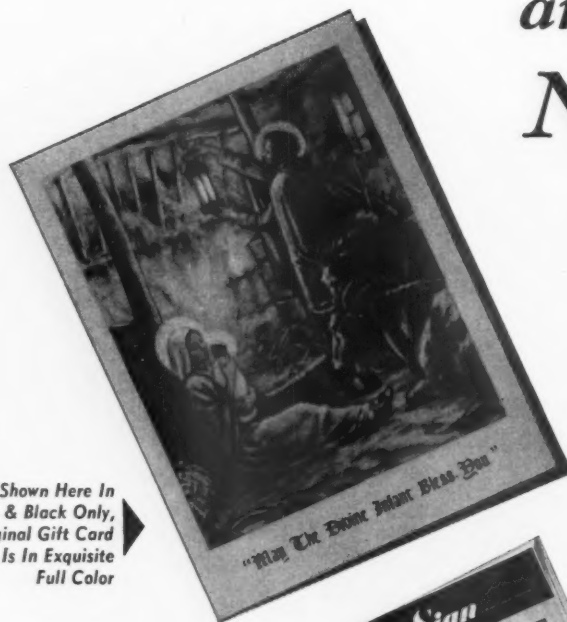 N
Shown Here In
& Black Only,
inal Gift Card
Is In Exquisite
Full Color
"May The Divine Infant Bless You"
Sign